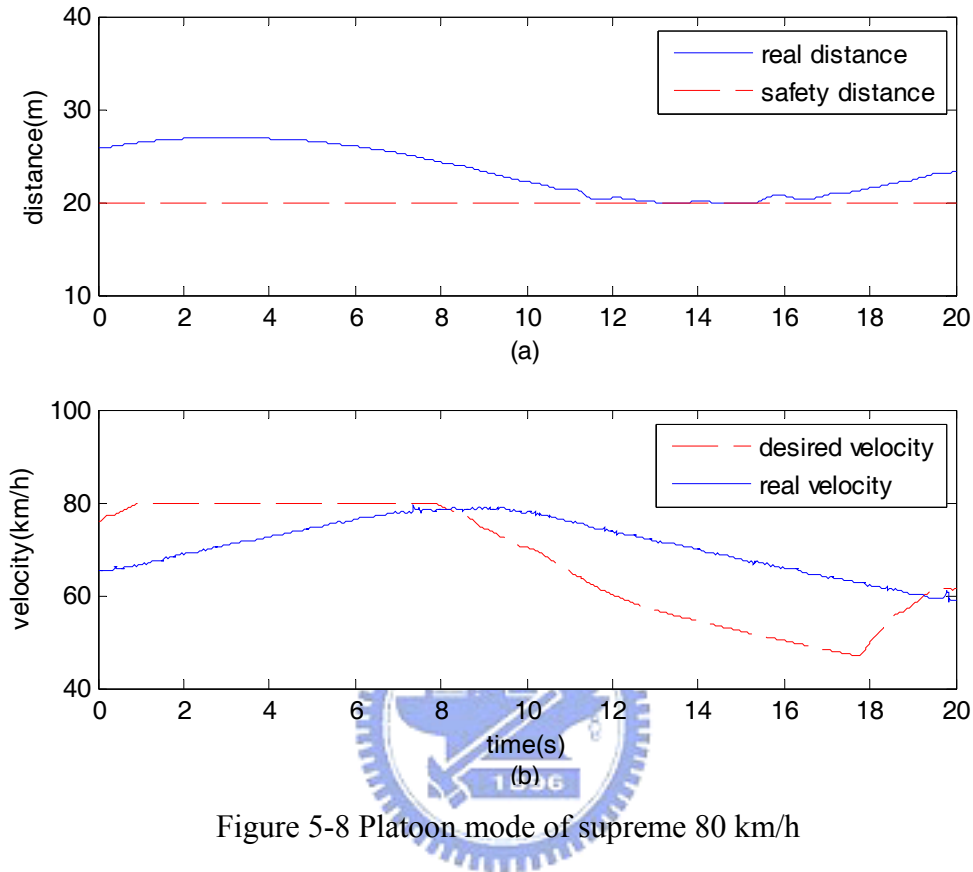 40
real distance
safety distance
30
distance(m)
20
10
0 2 4 6 8 10 12 14 16 18 20
(a)
100
desired velocity
real velocity
80
velocity(km/h)
60
40
0 2 4 6 8 10 12 14 16 18 20
time(s)
(b)
1896
Figure 5-8 Platoon mode of supreme 80 km/h